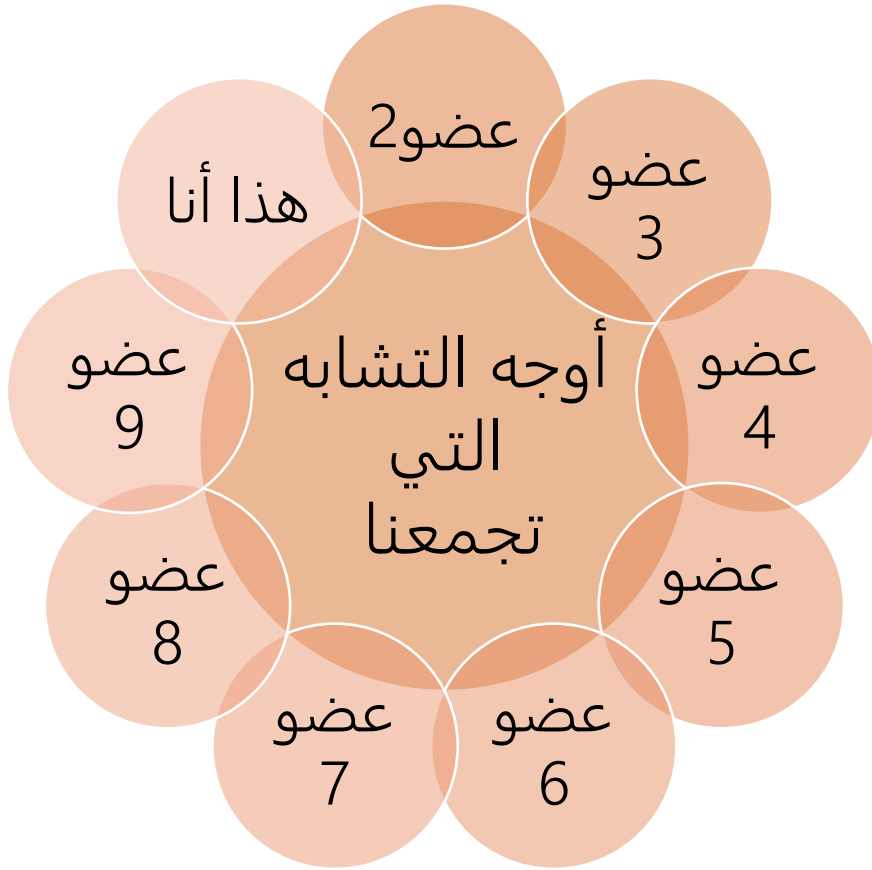 هذا أنا
عضو2
عضو
3
عضو
4
عضو
5
عضو
6
عضو
7
عضو
8
عضو
9
أوجه التشابه
التي
تجمعنا